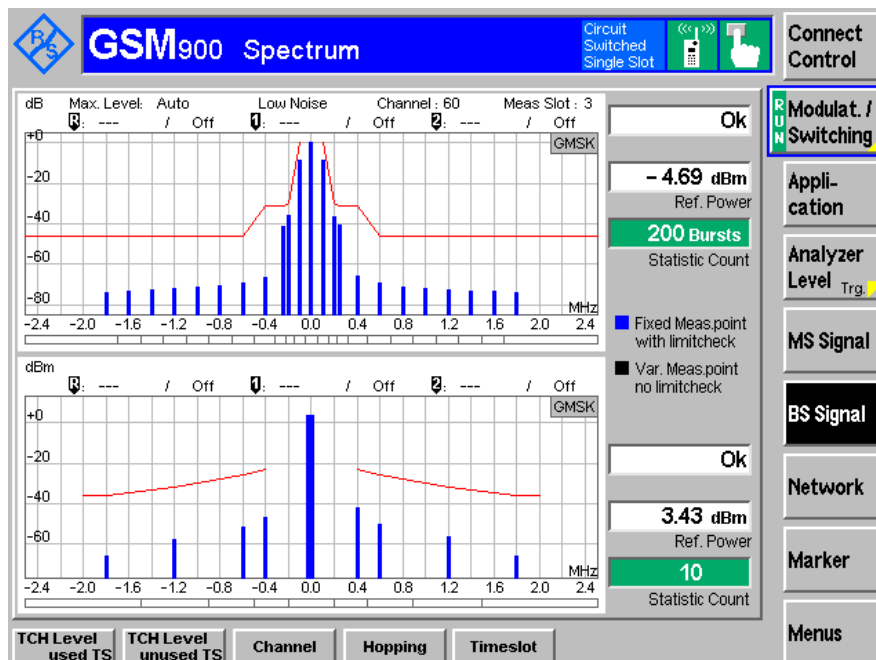 R/S
GSM900 Spectrum
Circuit Switched Single Slot
Connect Control
RUN
Modulat. / Switching
Appli- cation
Analyzer Level Trg.
MS Signal
BS Signal
Network
Marker
Menus
dB Max. Level: Auto Low Noise Channel : 60 Meas Slot : 3
R: --- / Off 1: --- / Off 2: --- / Off
GMSK
+0
-20
-40
-60
-80
MHz
-2.4 -2.0 -1.6 -1.2 -0.8 -0.4 0.0 0.4 0.8 1.2 1.6 2.0 2.4
Ok
- 4.69 dBm
Ref. Power
200 Bursts
Statistic Count
Fixed Meas.point with limitcheck
Var. Meas.point no limitcheck
dBm
R: --- / Off 1: --- / Off 2: --- / Off
GMSK
+0
-20
-40
-60
MHz
-2.4 -2.0 -1.6 -1.2 -0.8 -0.4 0.0 0.4 0.8 1.2 1.6 2.0 2.4
Ok
3.43 dBm
Ref. Power
10
Statistic Count
TCH Level used TS
TCH Level unused TS
Channel
Hopping
Timeslot